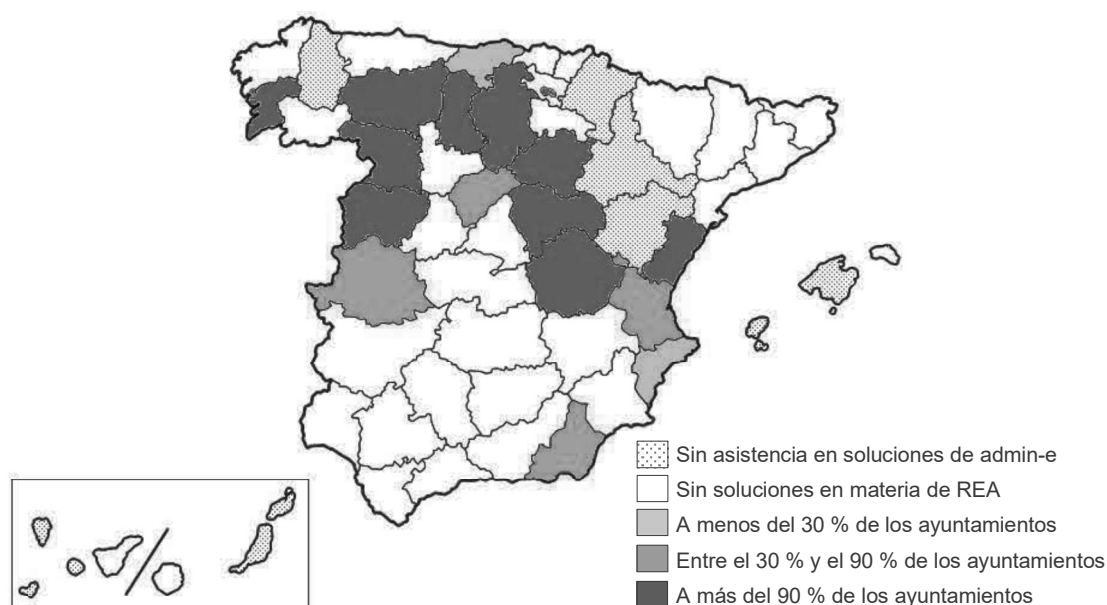 Sin asistencia en soluciones de admin-e
Sin soluciones en materia de REA
A menos del 30 % de los ayuntamientos
Entre el 30 % y el 90 % de los ayuntamientos
A más del 90 % de los ayuntamientos